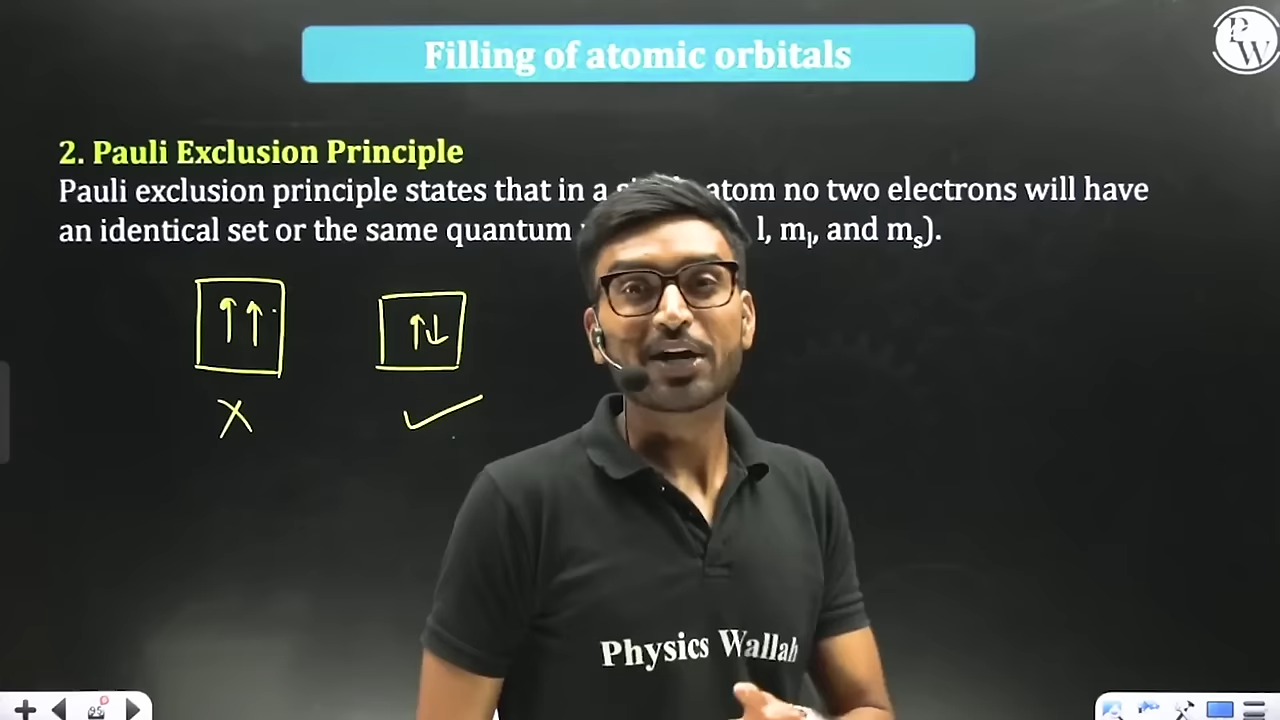 Filling of atomic orbitals
PW
2. Pauli Exclusion Principle
Pauli exclusion principle states that in a atom no two electrons will have
an identical set or the same quantum l, mₗ, and mₛ).
↑↑ ↑↓
X ✓
Physics Wallah